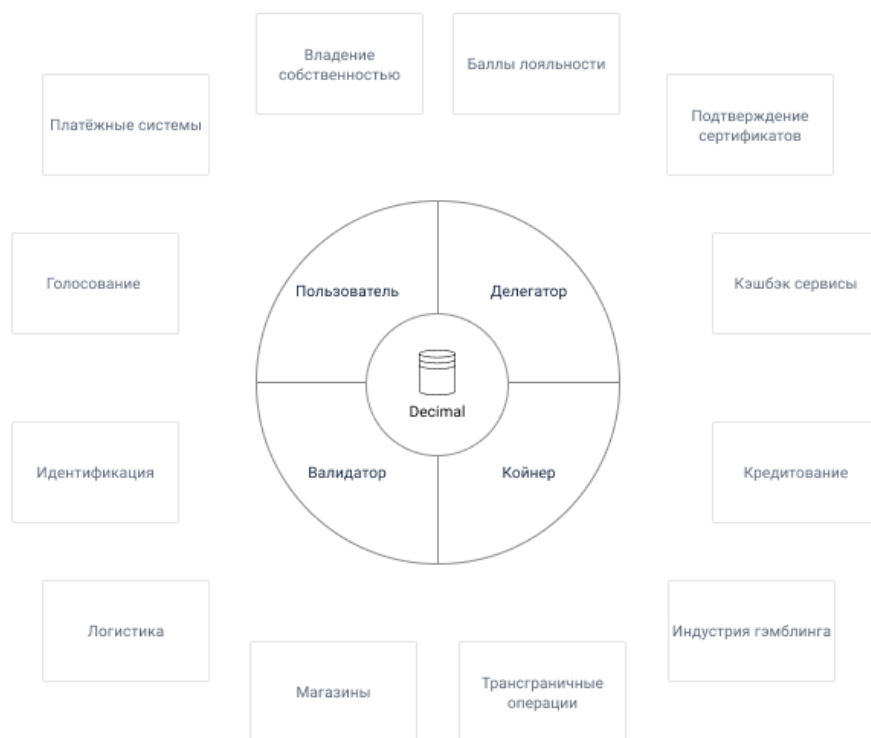 Владение
собственностью
Баллы лояльности
Платёжные системы
Подтверждение
сертификатов
Голосование
Пользователь
Делегатор
Кэшбэк сервисы
Decimal
Идентификация
Валидатор
Койнер
Кредитование
Логистика
Индустрия гэмблинга
Магазины
Трансграничные
операции